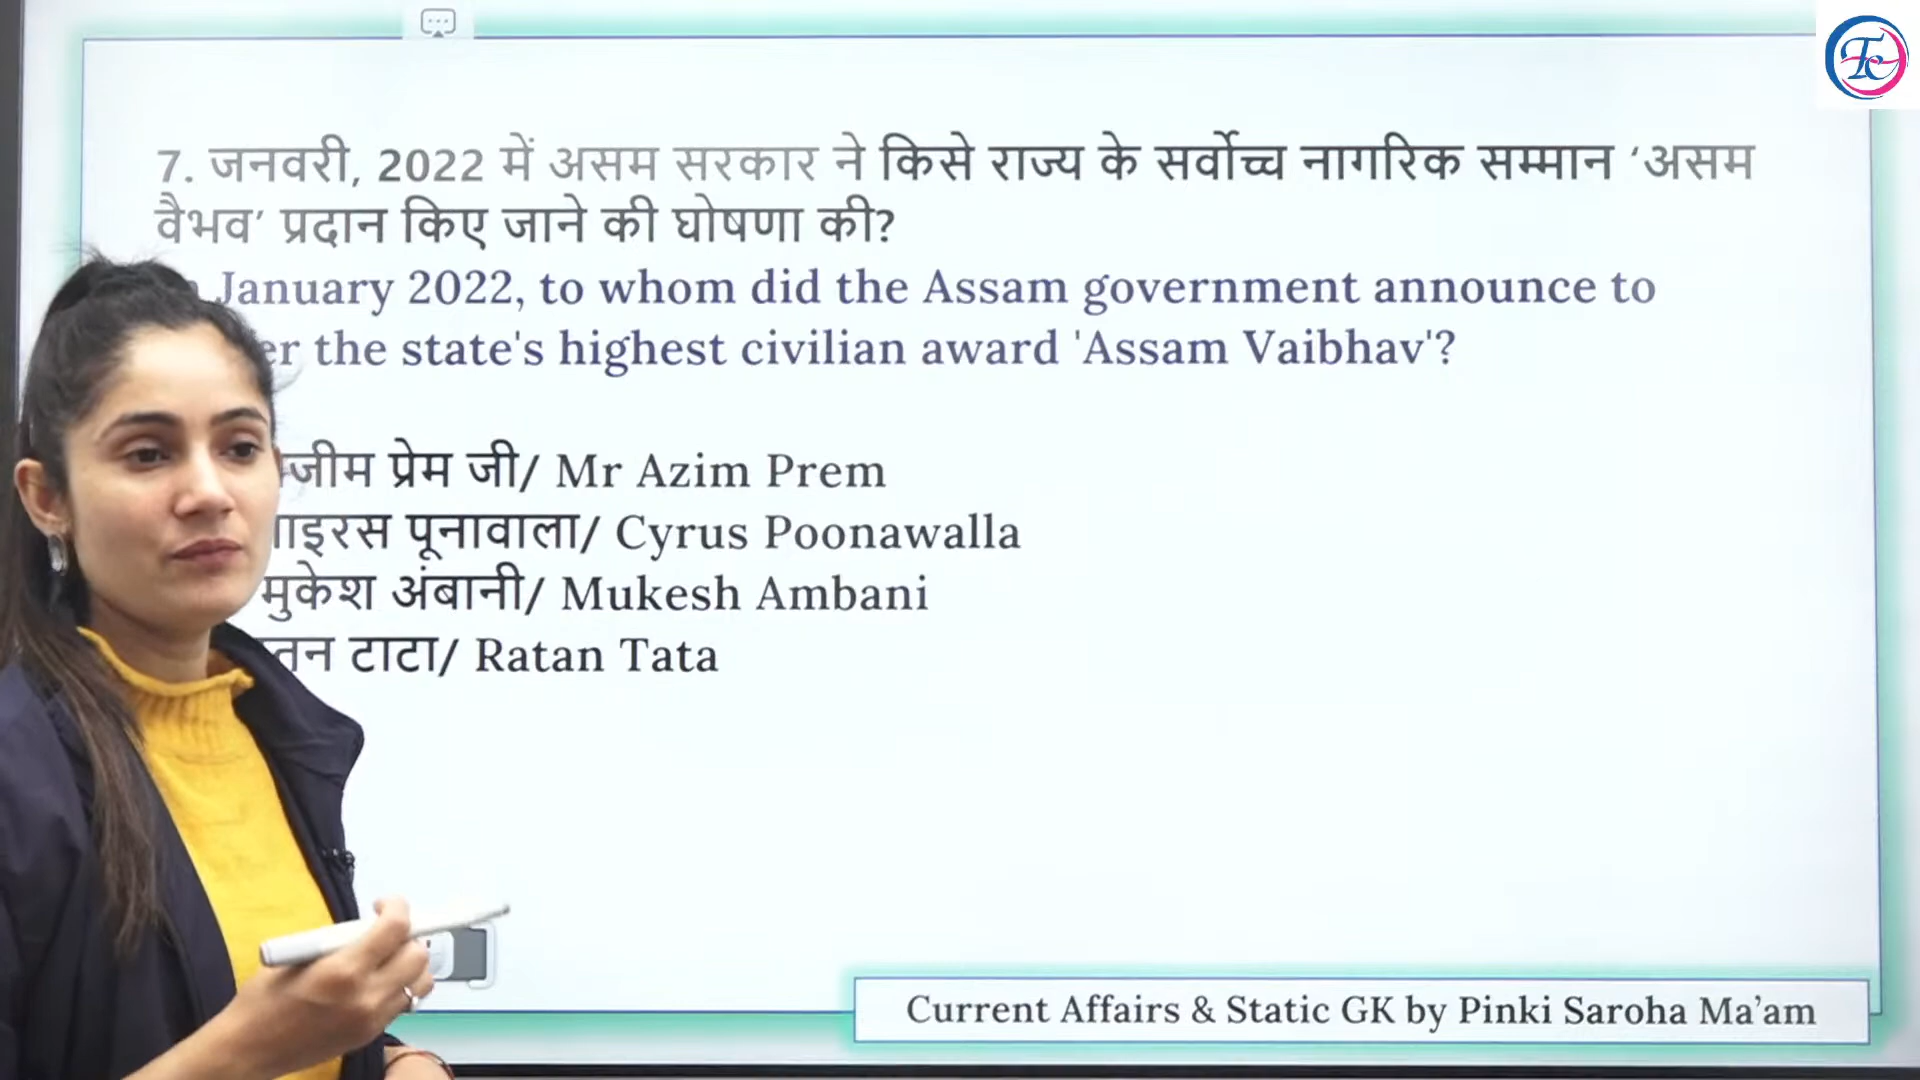 7. जनवरी, 2022 में असम सरकार ने किसे राज्य के सर्वोच्च नागरिक सम्मान ‘असम
वैभव’ प्रदान किए जाने की घोषणा की?
January 2022, to whom did the Assam government announce to
the state's highest civilian award 'Assam Vaibhav'?
प्रेम जी/ Mr Azim Prem
पूनावाला/ Cyrus Poonawalla
मुकेश अंबानी/ Mukesh Ambani
टाटा/ Ratan Tata
Current Affairs & Static GK by Pinki Saroha Ma’am